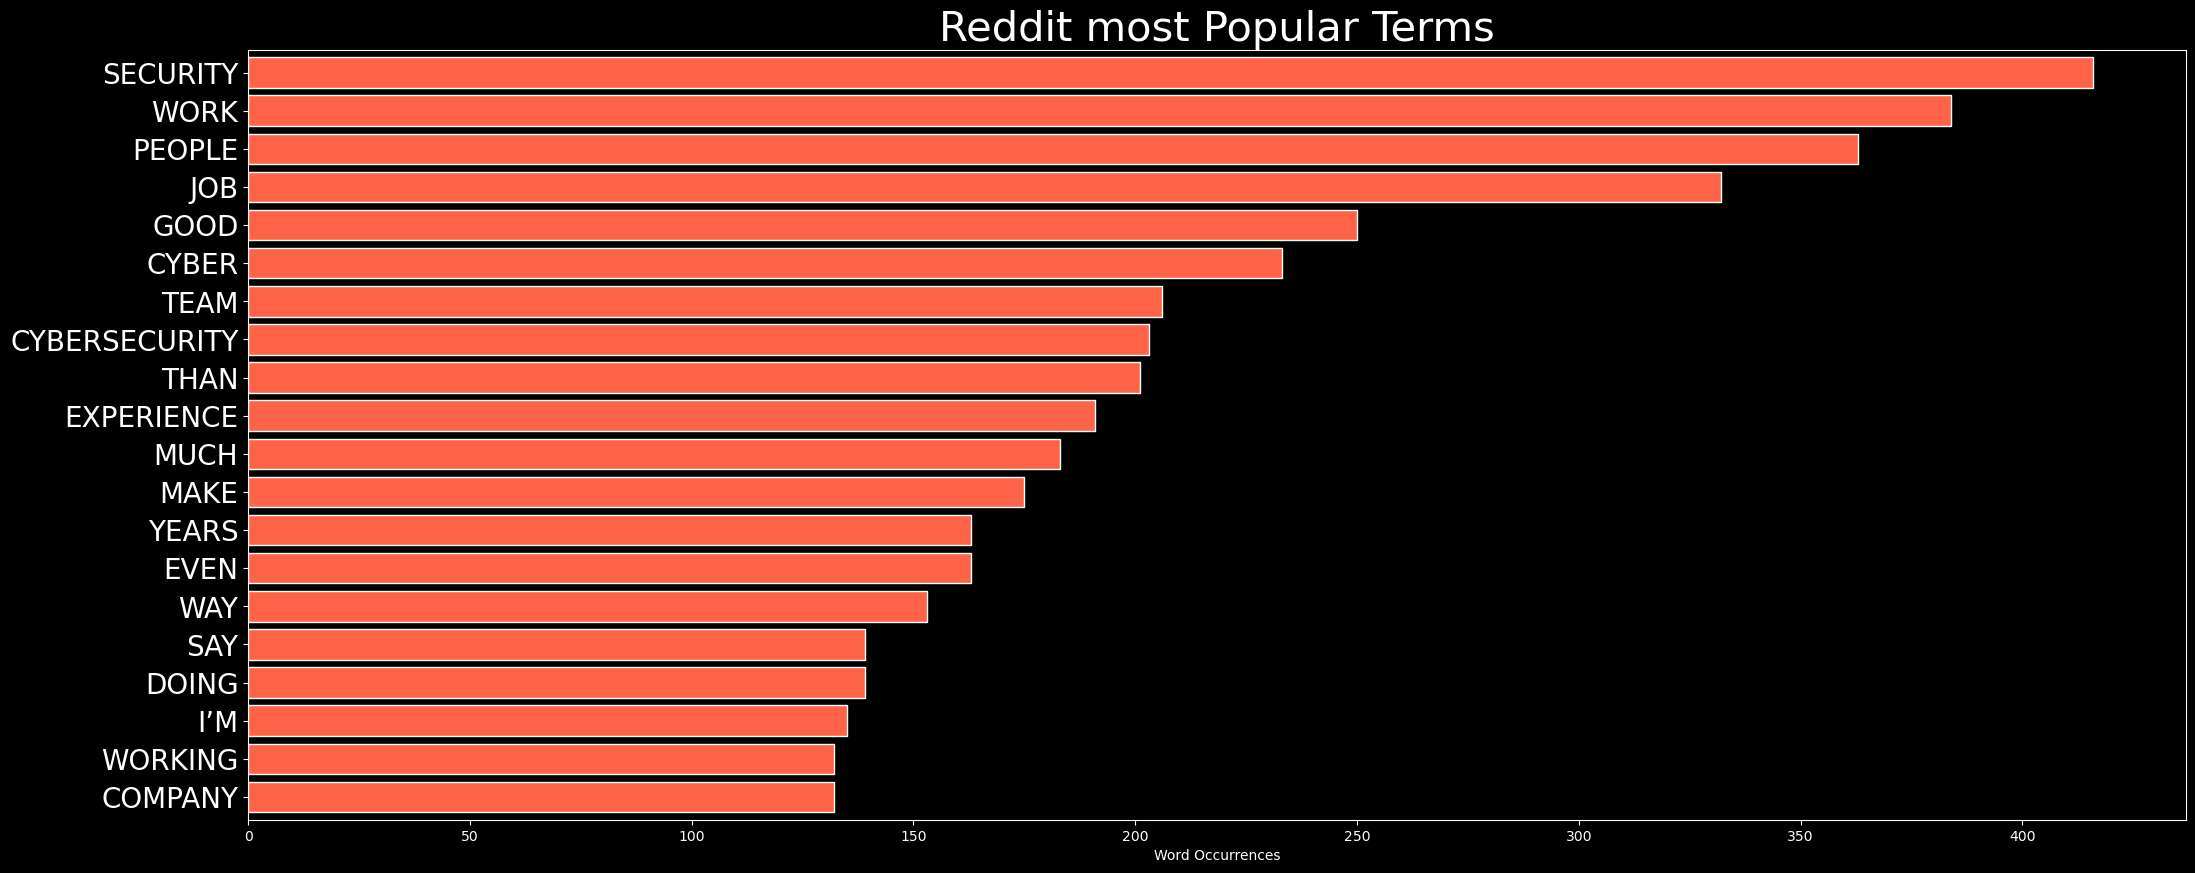 Reddit most Popular Terms
SECURITY
WORK
PEOPLE
JOB
GOOD
CYBER
TEAM
CYBERSECURITY
THAN
EXPERIENCE
MUCH
MAKE
YEARS
EVEN
WAY
SAY
DOING
I’M
WORKING
COMPANY
0 50 100 150 200 250 300 350 400
Word Occurrences